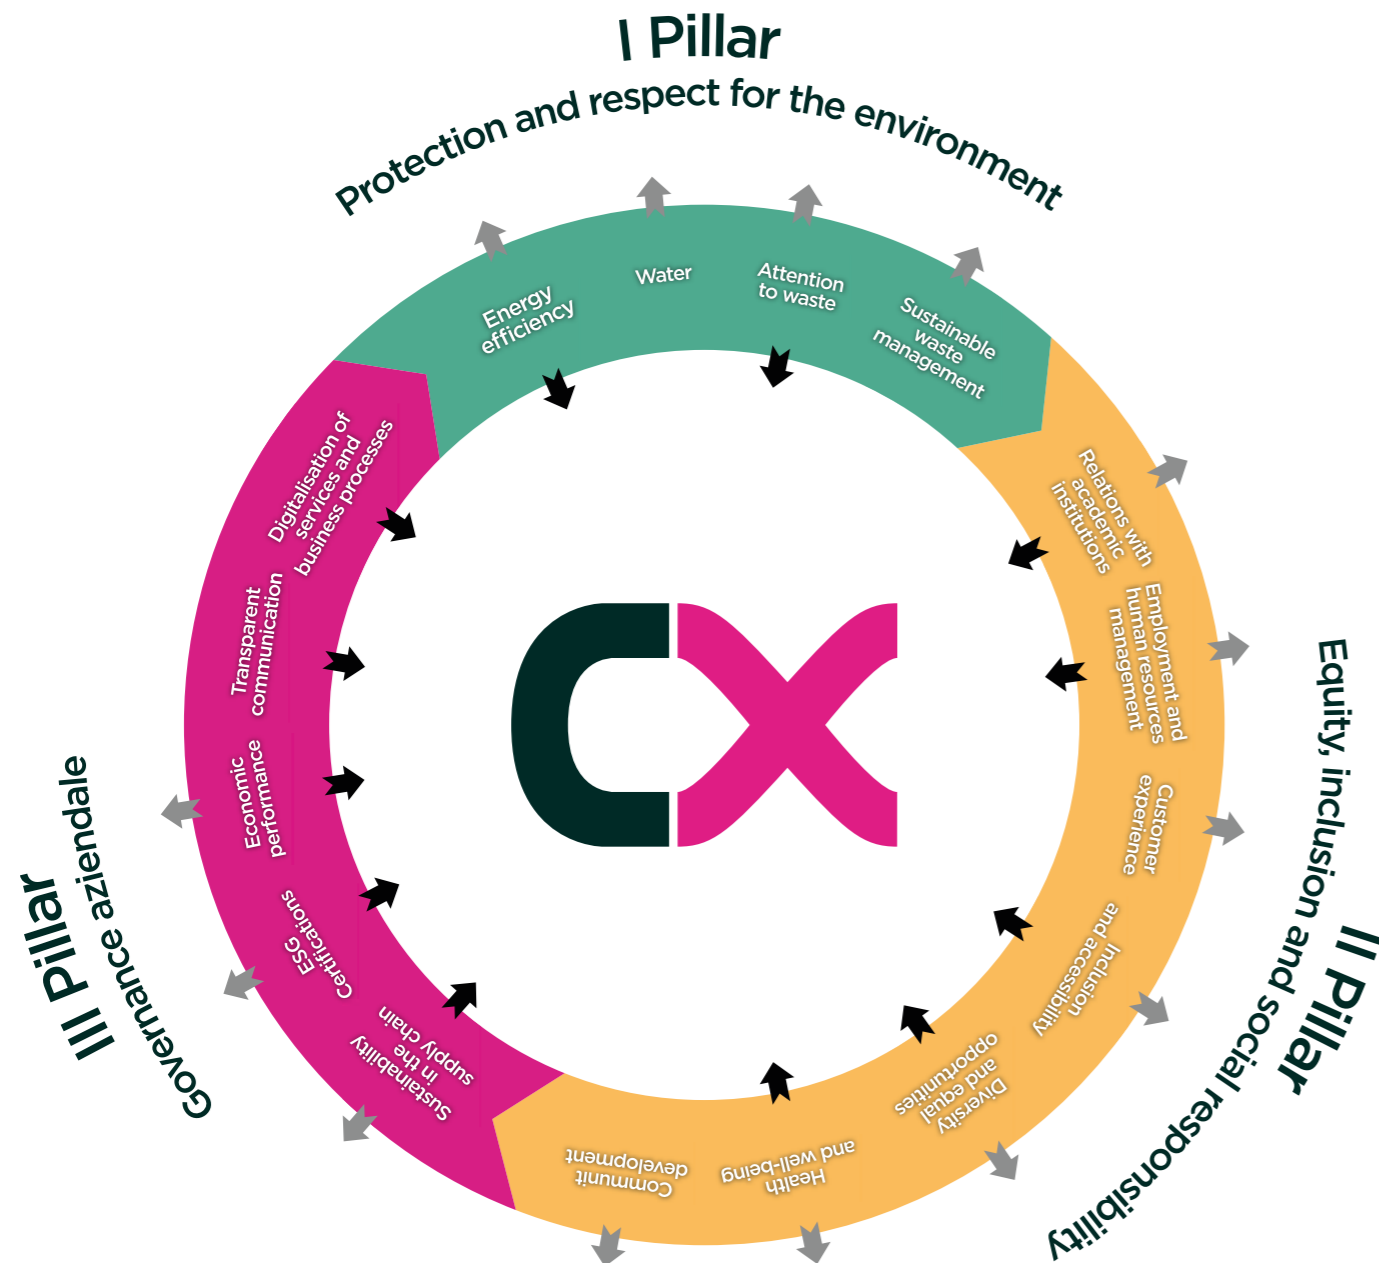 I Pillar
Protection and respect for the environment
Energy
efficiency
Water
Attention
to waste
Sustainable
waste
management
Relations with
academic
institutions
Employment and
human resources
management
Customer
experience
Inclusion
and accessibility
Diversity
and equal
opportunities
Health
and well-being
Communit
development
II Pillar
Equity, inclusion and social responsibility
Sustainability
in the
supply chain
ESG
Certifications
Economic
performance
Transparent
communication
Digitalisation of
services and
business processes
III Pillar
Governance aziendale
CX